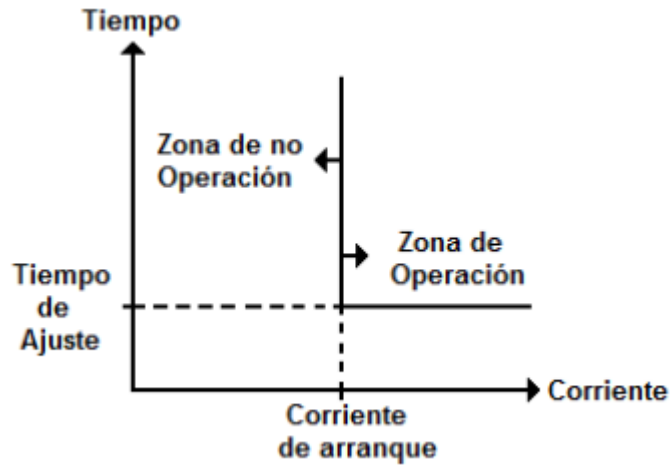 Tiempo
Zona de no
Operación
Zona de
Operación
Tiempo
de
Ajuste
Corriente
Corriente
de arranque